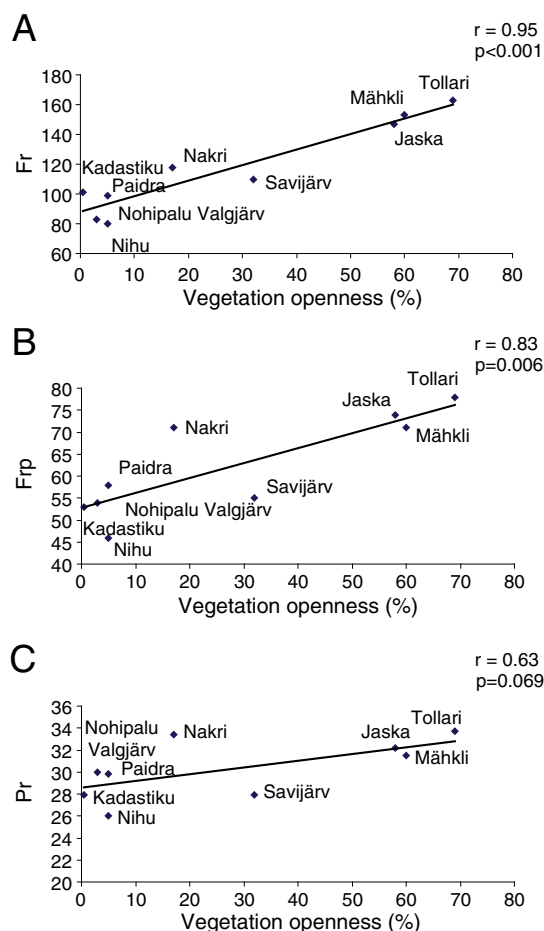 A
r = 0.95
p<0.001
180
160
140
120
100
80
60
Fr
Tollari
Mähkli
Jaska
Nakri
Kadastiku
Paidra
Savijärv
Nohipalu Valgjärv
Nihu
0 10 20 30 40 50 60 70 80
Vegetation openness (%)
B
r = 0.83
p=0.006
80
75
70
65
60
55
50
45
40
Frp
Tollari
Jaska
Nakri
Mähkli
Paidra
Savijärv
Nohipalu Valgjärv
Kadastiku
Nihu
0 10 20 30 40 50 60 70 80
Vegetation openness (%)
C
r = 0.63
p=0.069
36
34
32
30
28
26
24
22
20
Pr
Tollari
Nohipalu
Valgjärv
Nakri
Jaska
Mähkli
Paidra
Kadastiku
Savijärv
Nihu
0 10 20 30 40 50 60 70 80
Vegetation openness (%)